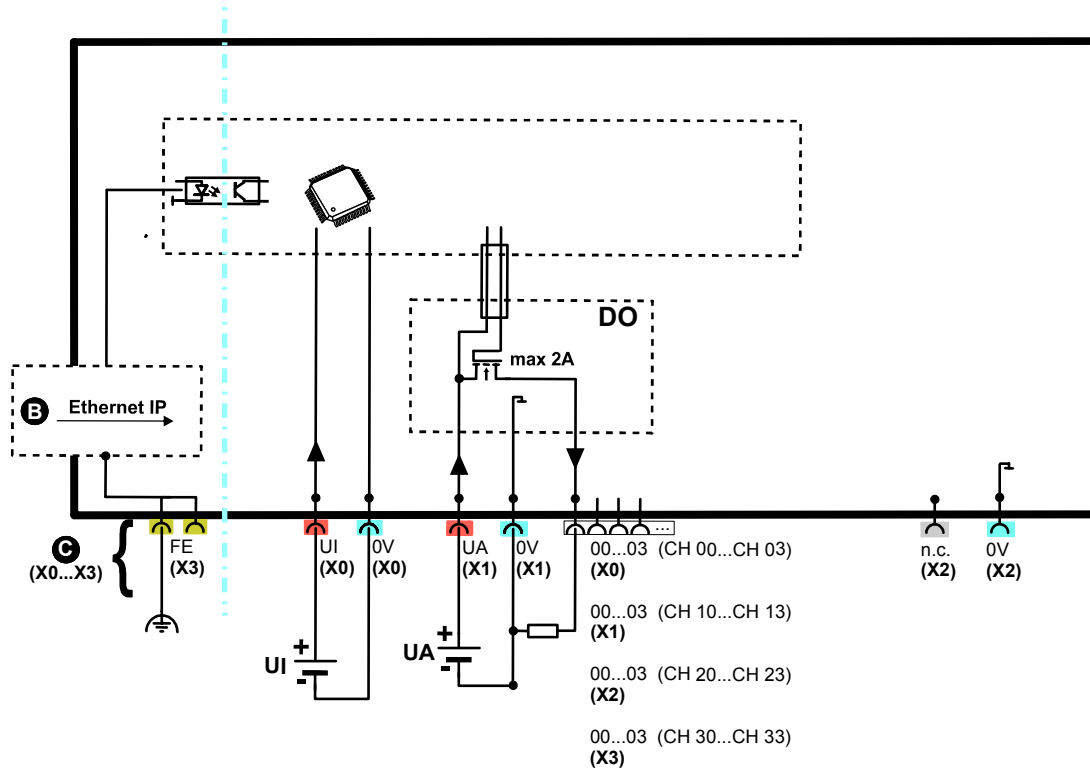 DO
max 2A
B
Ethernet IP
C
(X0...X3)
FE
(X3)
UI
(X0)
0V
(X0)
UA
(X1)
0V
(X1)
...
00...03 (CH 00...CH 03)
(X0)
00...03 (CH 10...CH 13)
(X1)
00...03 (CH 20...CH 23)
(X2)
00...03 (CH 30...CH 33)
(X3)
n.c.
(X2)
0V
(X2)
UI
+
-
UA
+
-